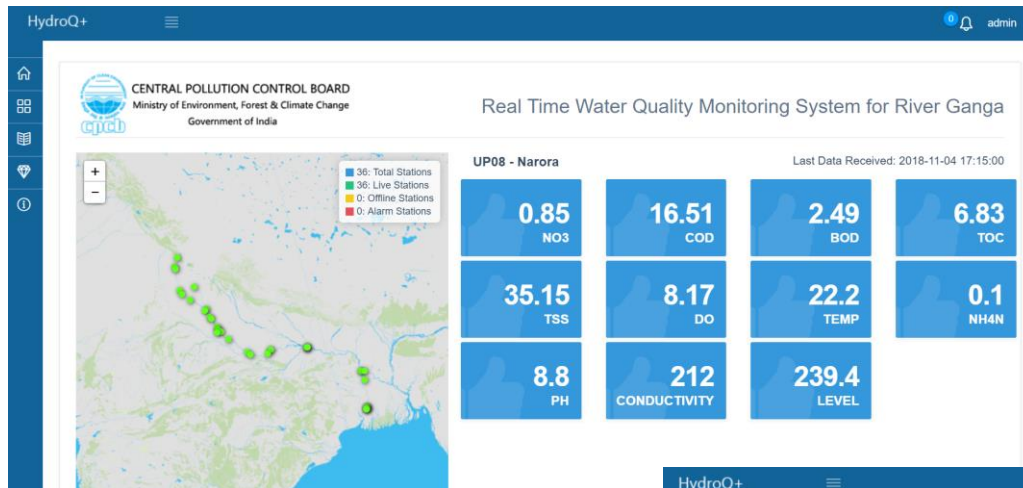 HydroQ+
0
admin
CENTRAL POLLUTION CONTROL BOARD
Ministry of Environment, Forest & Climate Change
Government of India
cpcb
Real Time Water Quality Monitoring System for River Ganga
+
−
36: Total Stations
36: Live Stations
0: Offline Stations
0: Alarm Stations
UP08 - Narora
Last Data Received: 2018-11-04 17:15:00
0.85
NO3
16.51
COD
2.49
BOD
6.83
TOC
35.15
TSS
8.17
DO
22.2
TEMP
0.1
NH4N
8.8
PH
212
CONDUCTIVITY
239.4
LEVEL
HydroQ+